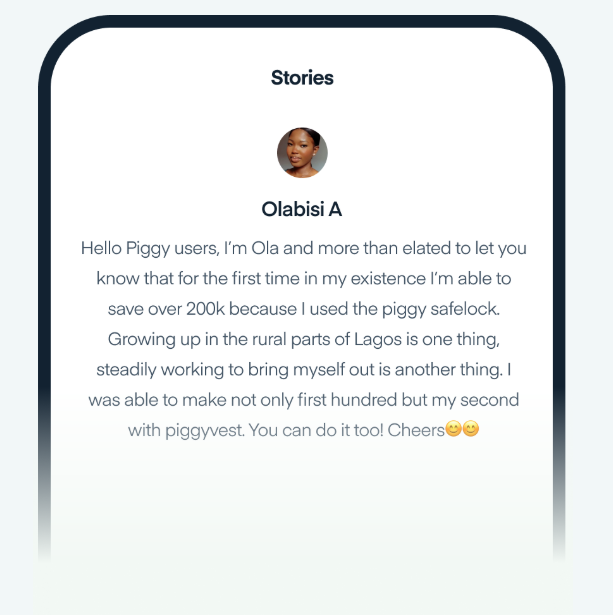 Stories
Olabisi A
Hello Piggy users, I’m Ola and more than elated to let you
know that for the first time in my existence I’m able to
save over 200k because I used the piggy safelock.
Growing up in the rural parts of Lagos is one thing,
steadily working to bring myself out is another thing. I
was able to make not only first hundred but my second
with piggyvest. You can do it too! Cheers😊😊